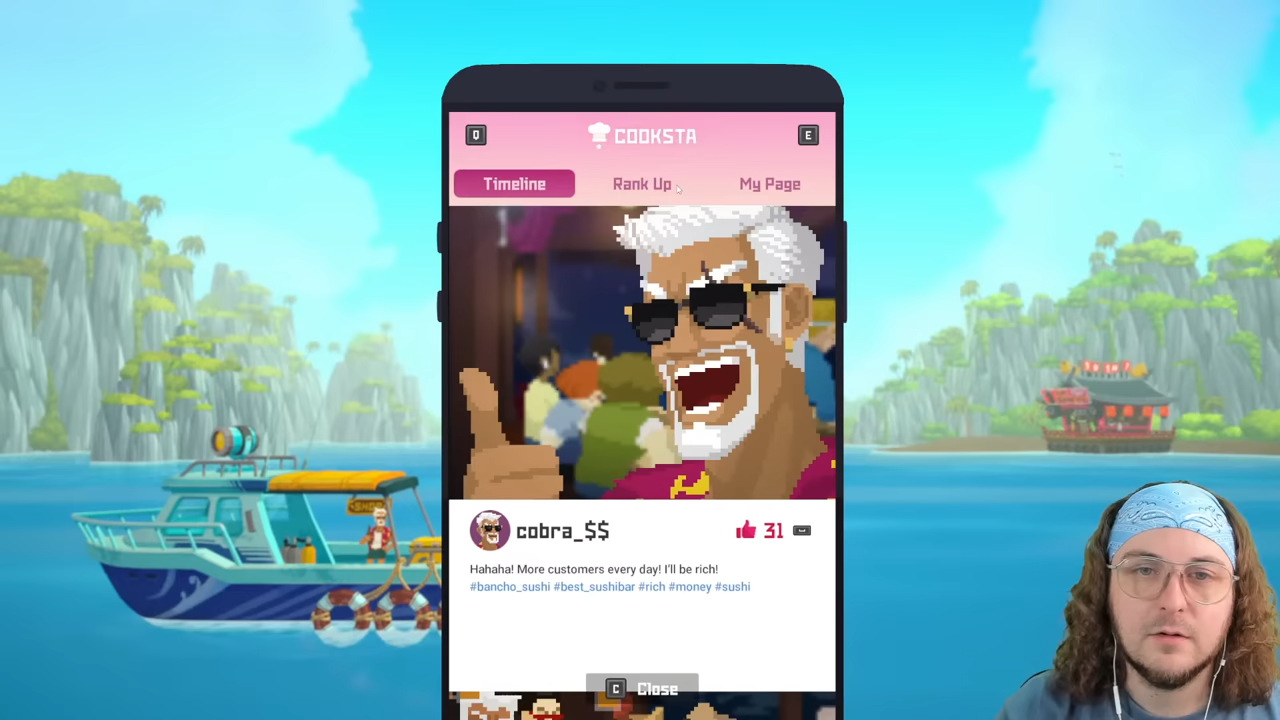 Q
COOKSTA
E
Timeline
Rank Up
My Page
cobra_$$
31
Hahaha! More customers every day! I'll be rich!
#bancho_sushi #best_sushibar #rich #money #sushi
C
Close